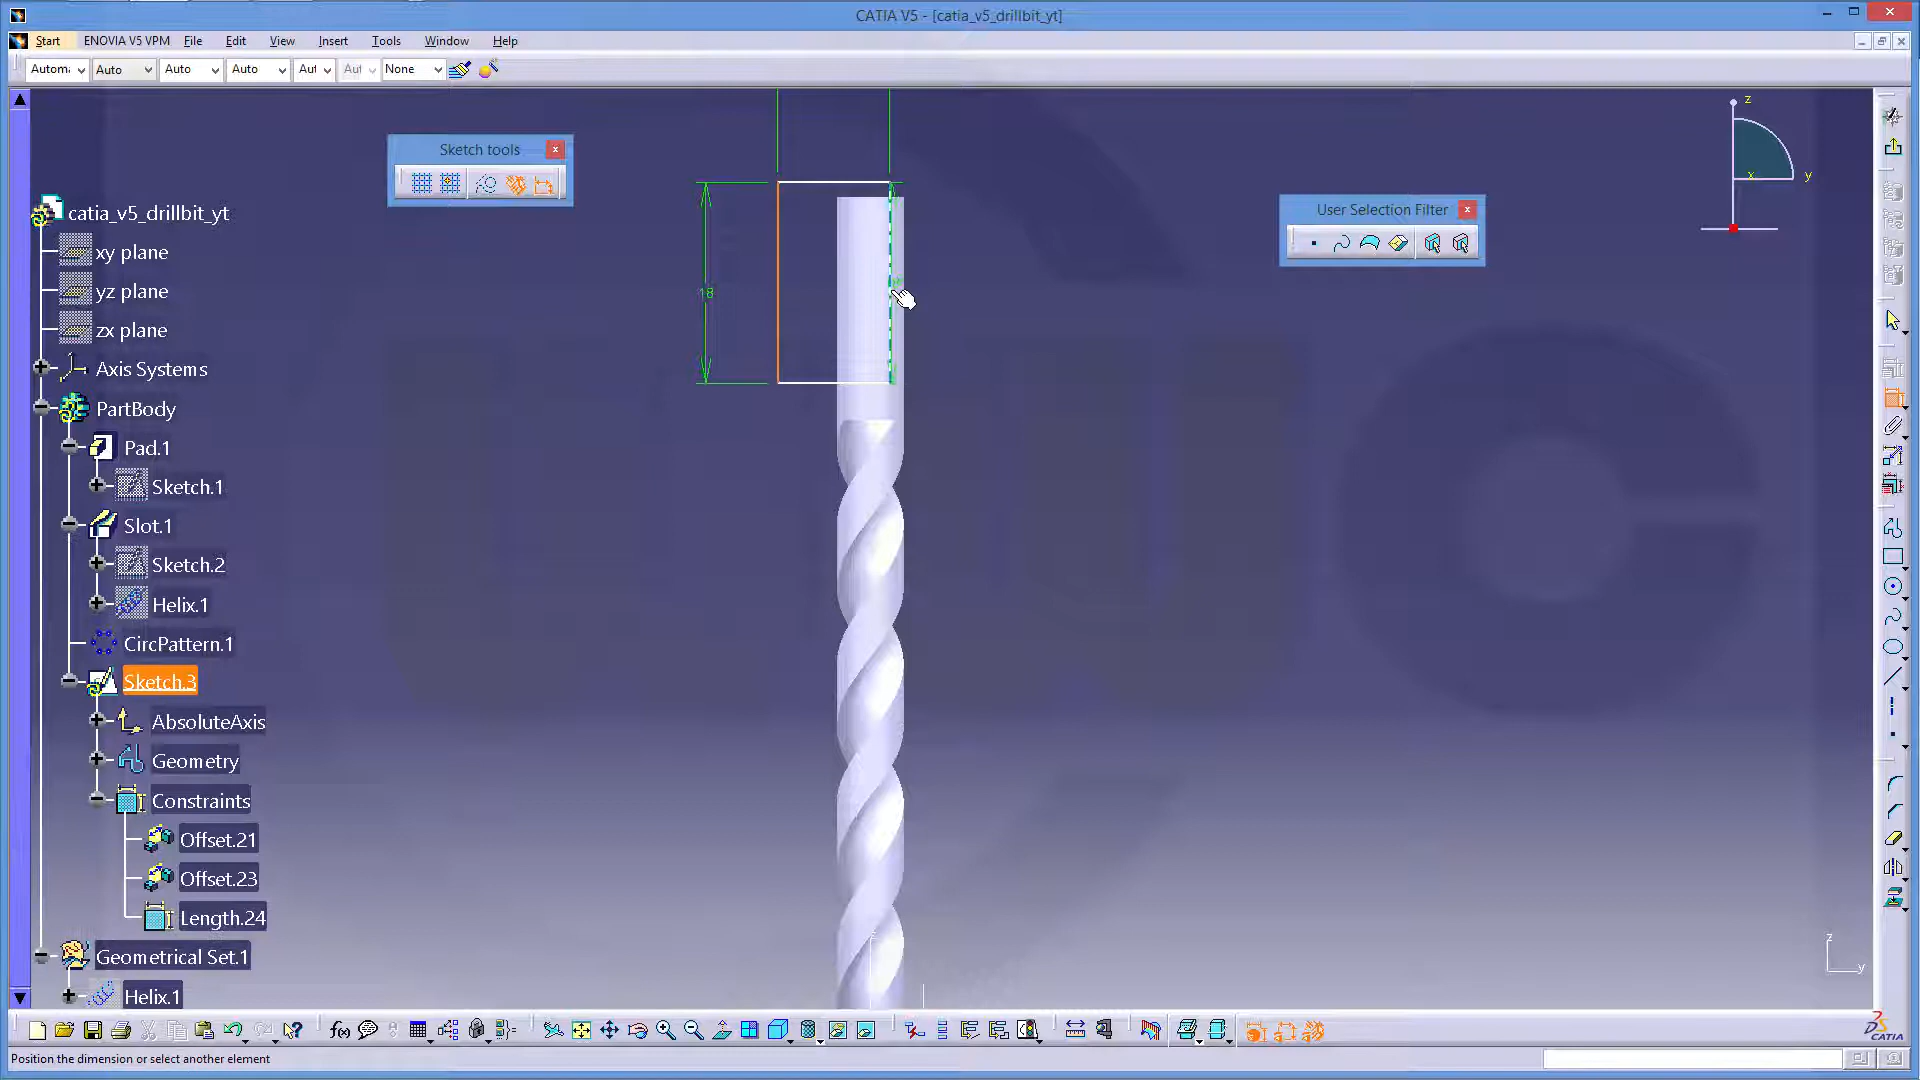 CATIA V5 - [catia_v5_drillbit_yt]
Start ENOVIA V5 VPM File Edit View Insert Tools Window Help
Automa Auto Auto Auto Aut Aut None
Sketch tools
User Selection Filter
z
x y
catia_v5_drillbit_yt
xy plane
yz plane
zx plane
Axis Systems
PartBody
Pad.1
Sketch.1
Slot.1
Sketch.2
Helix.1
CircPattern.1
Sketch.3
AbsoluteAxis
Geometry
Constraints
Offset.21
Offset.23
Length.24
Geometrical Set.1
Helix.1
18
z
y
CATIA
Position the dimension or select another element